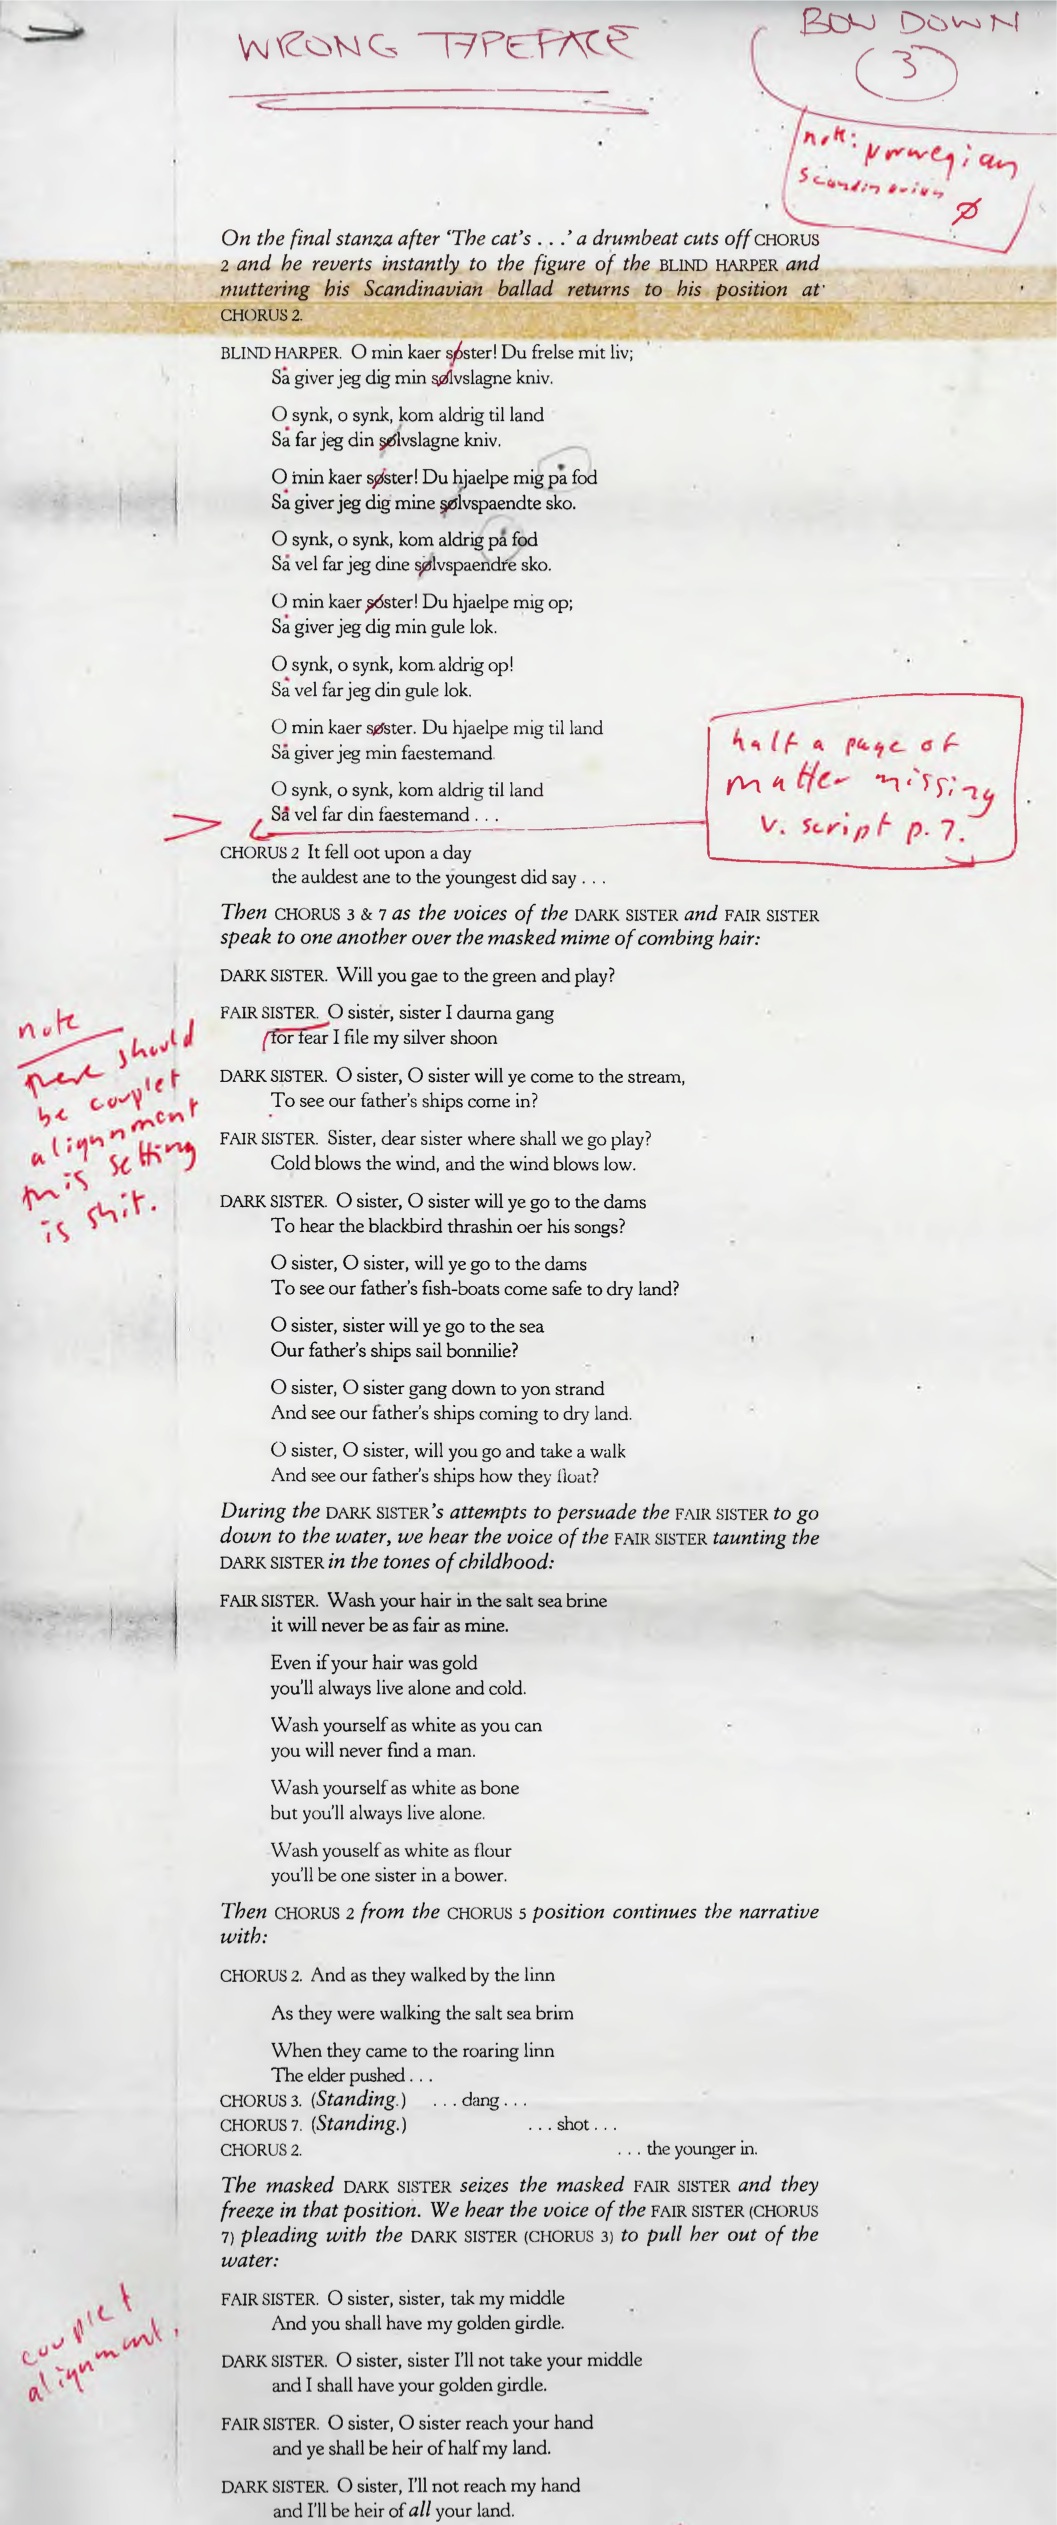 BOW DOWN
WRONG TYPEFACE
3
note: Norwegian
Scandinavian
Ø
On the final stanza after ‘The cat's . . .’ a drumbeat cuts off CHORUS
2 and he reverts instantly to the figure of the BLIND HARPER and
muttering his Scandinavian ballad returns to his position at
CHORUS 2.
BLIND HARPER. O min kaer søster! Du frelse mit liv;
Så giver jeg dig min sølvslagne kniv.
O synk, o synk, kom aldrig til land
Så far jeg din sølvslagne kniv.
O min kaer søster! Du hjaelpe mig på fod
Så giver jeg dig mine sølvspaendte sko.
O synk, o synk, kom aldrig på fod
Så vel far jeg dine sølvspaendre sko.
O min kaer søster! Du hjaelpe mig op;
Så giver jeg dig min gule lok.
O synk, o synk, kom aldrig op!
Så vel far jeg din gule lok.
O min kaer søster. Du hjaelpe mig til land
Så giver jeg min faestemand
O synk, o synk, kom aldrig til land
Så vel far din faestemand . . .
half a page of
matter missing
v. script p. 7.
CHORUS 2 It fell oot upon a day
the auldest ane to the youngest did say . . .
Then CHORUS 3 & 7 as the voices of the DARK SISTER and FAIR SISTER
speak to one another over the masked mime of combing hair:
DARK SISTER. Will you gae to the green and play?
FAIR SISTER. O sister, sister I daurna gang
for fear I file my silver shoon
note
there should
be couplet
alignment
this setting
is shit.
DARK SISTER. O sister, O sister will ye come to the stream,
To see our father's ships come in?
FAIR SISTER. Sister, dear sister where shall we go play?
Cold blows the wind, and the wind blows low.
DARK SISTER. O sister, O sister will ye go to the dams
To hear the blackbird thrashin oer his songs?
O sister, O sister, will ye go to the dams
To see our father's fish-boats come safe to dry land?
O sister, sister will ye go to the sea
Our father's ships sail bonnilie?
O sister, O sister gang down to yon strand
And see our father's ships coming to dry land.
O sister, O sister, will you go and take a walk
And see our father's ships how they float?
During the DARK SISTER's attempts to persuade the FAIR SISTER to go
down to the water, we hear the voice of the FAIR SISTER taunting the
DARK SISTER in the tones of childhood:
FAIR SISTER. Wash your hair in the salt sea brine
it will never be as fair as mine.
Even if your hair was gold
you'll always live alone and cold.
Wash yourself as white as you can
you will never find a man.
Wash yourself as white as bone
but you'll always live alone.
Wash youself as white as flour
you'll be one sister in a bower.
Then CHORUS 2 from the CHORUS 5 position continues the narrative
with:
CHORUS 2. And as they walked by the linn
As they were walking the salt sea brim
When they came to the roaring linn
The elder pushed . . .
CHORUS 3. (Standing.) . . . dang . . .
CHORUS 7. (Standing.) . . . shot . . .
CHORUS 2. . . . the younger in.
The masked DARK SISTER seizes the masked FAIR SISTER and they
freeze in that position. We hear the voice of the FAIR SISTER (CHORUS
7) pleading with the DARK SISTER (CHORUS 3) to pull her out of the
water:
couplet
alignment.
FAIR SISTER. O sister, sister, tak my middle
And you shall have my golden girdle.
DARK SISTER. O sister, sister I'll not take your middle
and I shall have your golden girdle.
FAIR SISTER. O sister, O sister reach your hand
and ye shall be heir of half my land.
DARK SISTER. O sister, I'll not reach my hand
and I'll be heir of all your land.